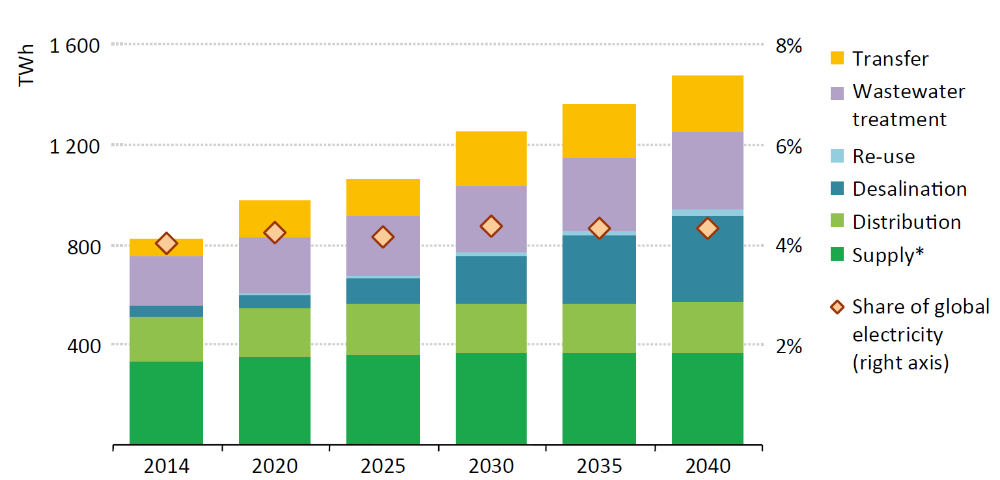 TWh
1 600
1 200
800
400
8%
6%
4%
2%
2014
2020
2025
2030
2035
2040
Transfer
Wastewater
treatment
Re-use
Desalination
Distribution
Supply*
Share of global
electricity
(right axis)